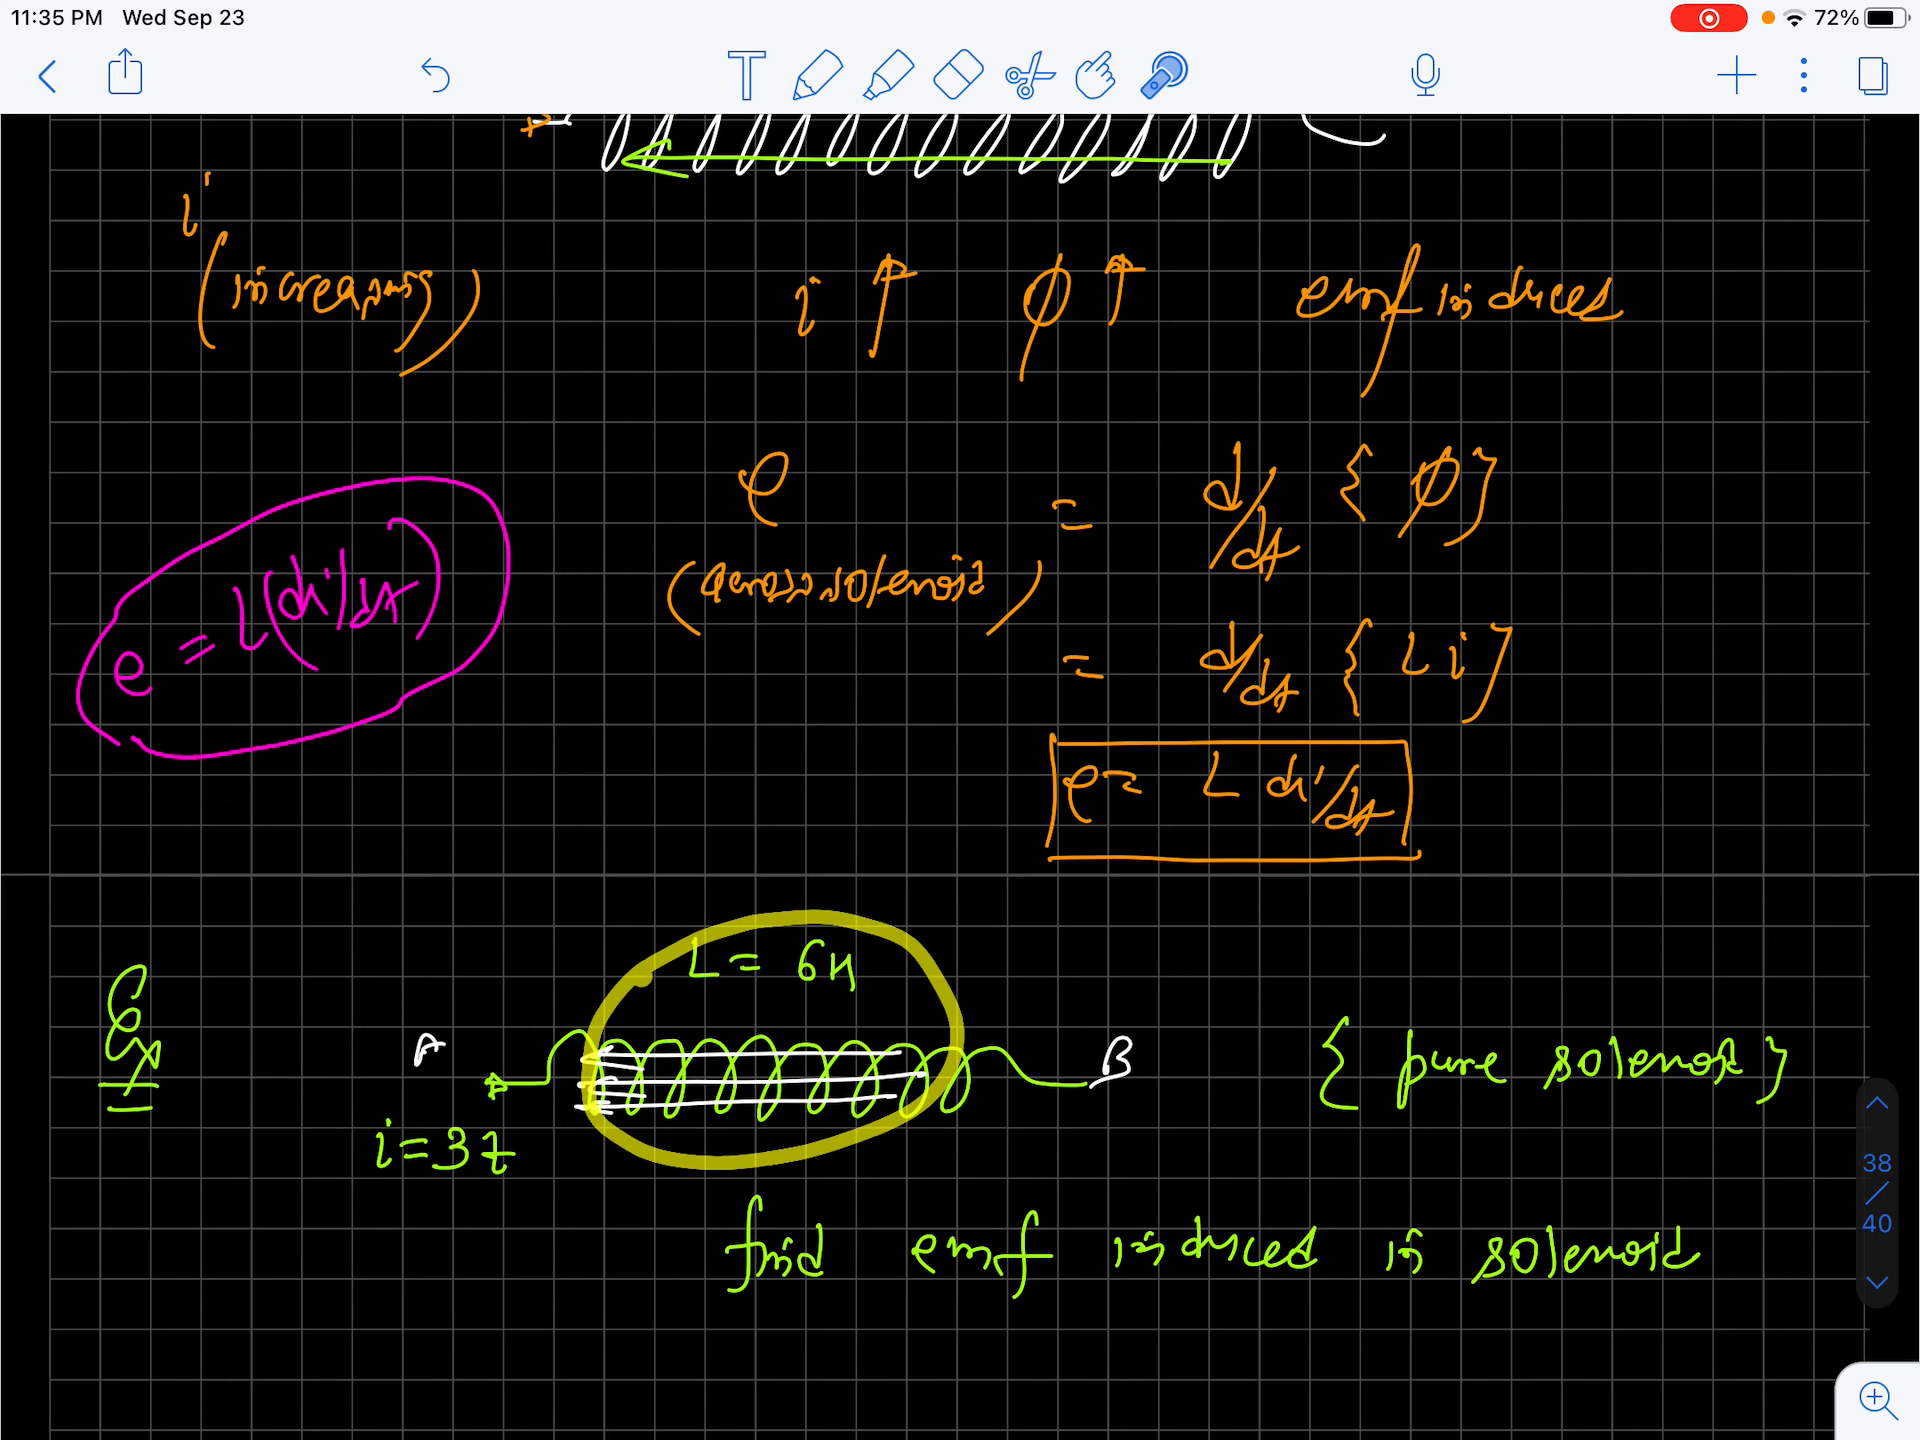 11:35 PM Wed Sep 23 72%
T
i
(increasing) i ↑ φ ↑ emf induces
e = d/dt { φ }
(across solenoid)
e = L(di/dt)
= d/dt { Li }
e = L di/dt
L = 6H
Ex A B { pure solenoid }
i = 3t
find emf induced in solenoid
38
/
40